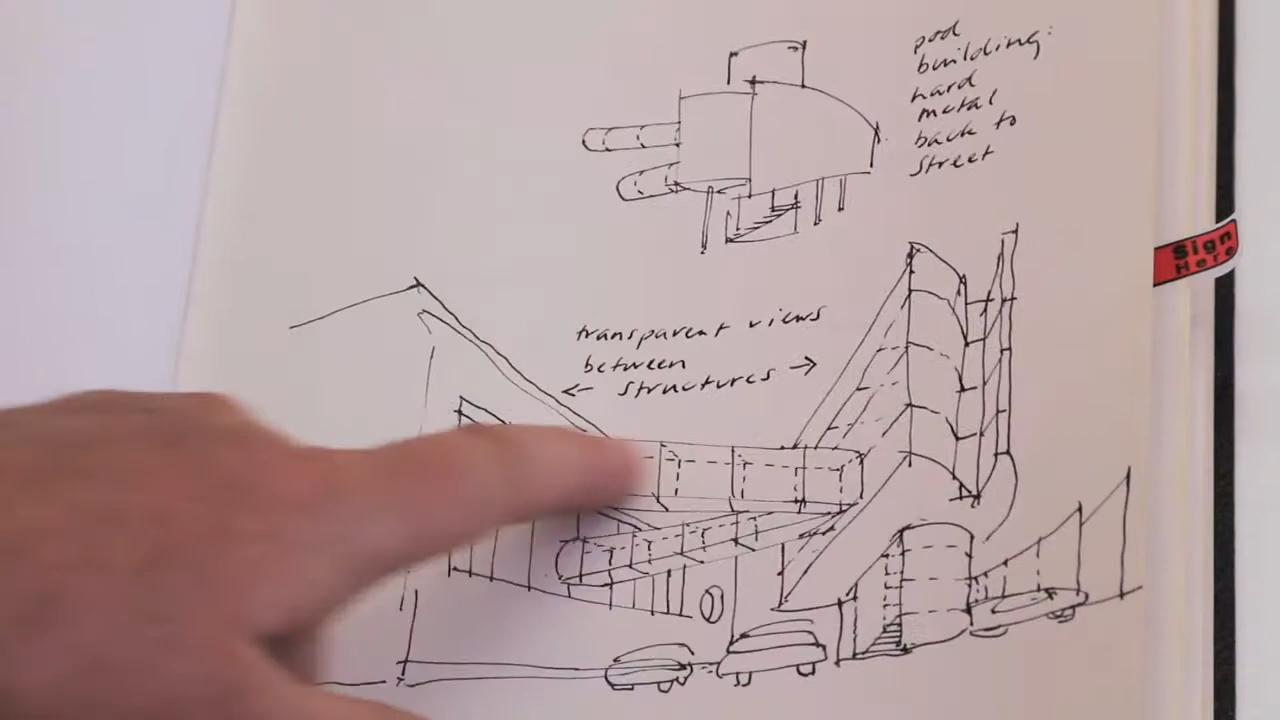 pod
building:
hard
metal
back to
street
transparent views
between
← structures →
Sign
Here